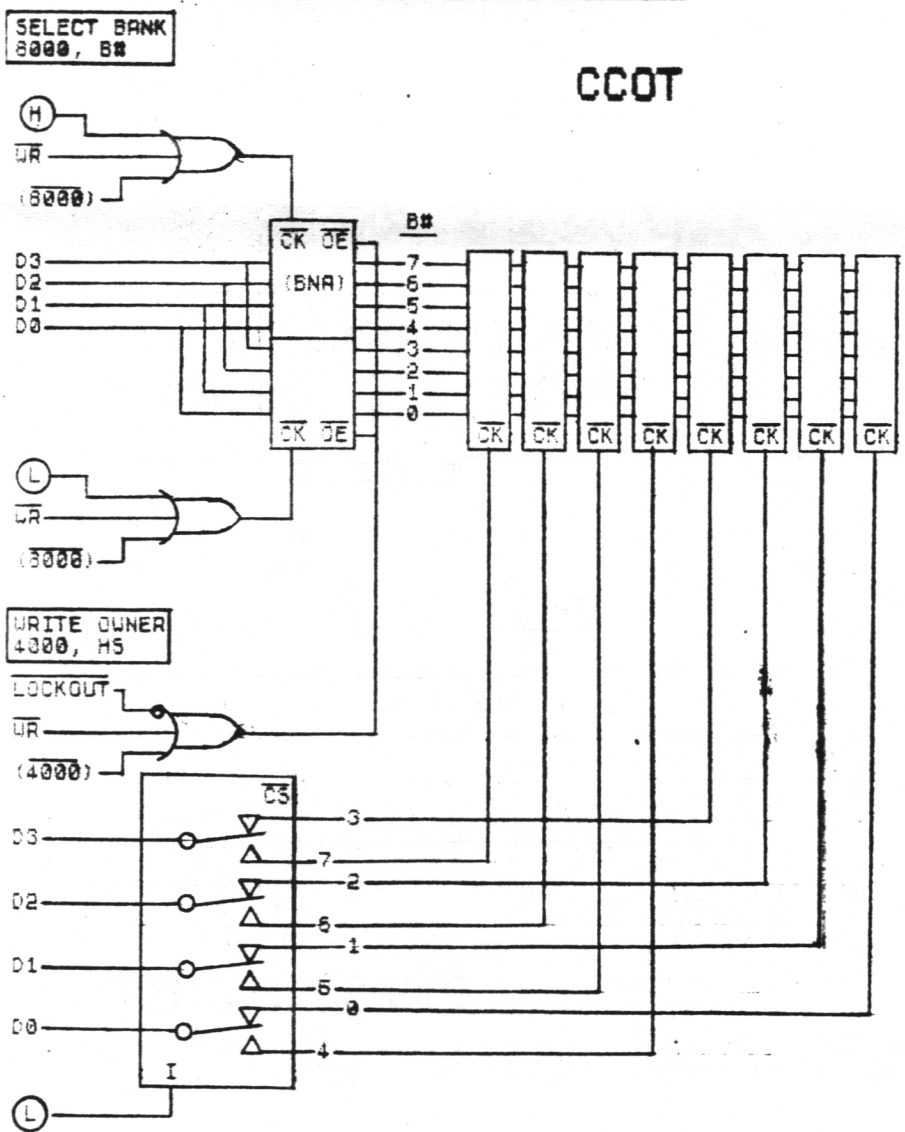 SELECT BANK
8000, B#
CCOT
H
WR
(8000)
CK OE
B#
D3
D2
D1
D0
(BNA)
7
6
5
4
3
2
1
0
CK OE
CK CK CK CK CK CK CK CK
L
WR
(8000)
WRITE OWNER
4000, HS
LOCKOUT
WR
(4000)
CS
D3
3
7
D2
2
6
D1
1
5
D0
0
4
I
L